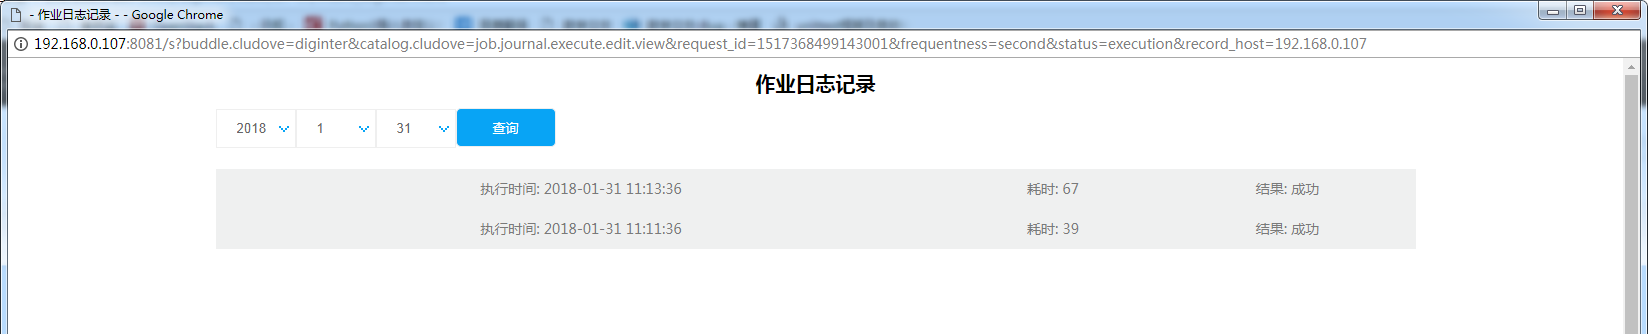 - 作业日志记录 - - Google Chrome
192.168.0.107:8081/s?buddle.cludove=diginter&catalog.cludove=job.journal.execute.edit.view&request_id=1517368499143001&frequentness=second&status=execution&record_host=192.168.0.107
作业日志记录
2018 1 31 查询
执行时间: 2018-01-31 11:13:36 耗时: 67 结果: 成功
执行时间: 2018-01-31 11:11:36 耗时: 39 结果: 成功